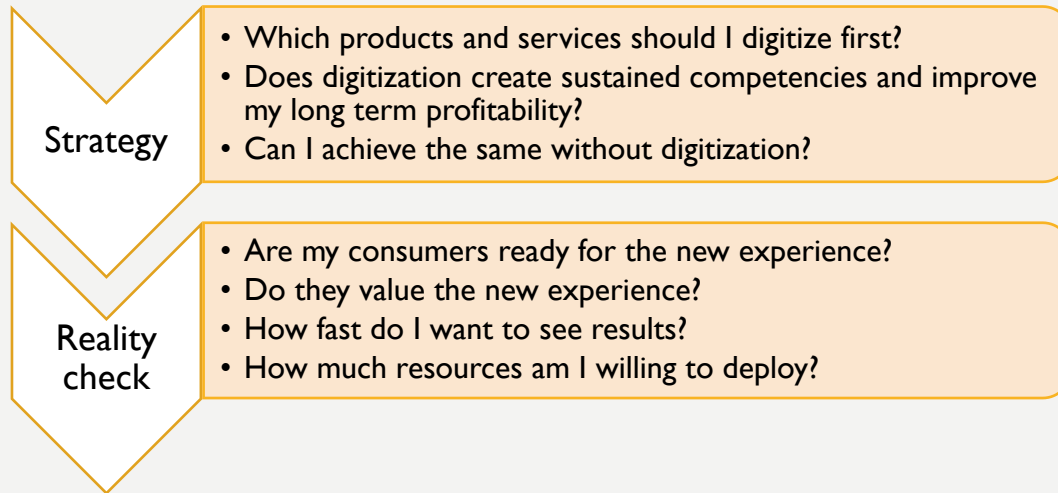 Strategy
• Which products and services should I digitize first?
• Does digitization create sustained competencies and improve
my long term profitability?
• Can I achieve the same without digitization?
Reality
check
• Are my consumers ready for the new experience?
• Do they value the new experience?
• How fast do I want to see results?
• How much resources am I willing to deploy?